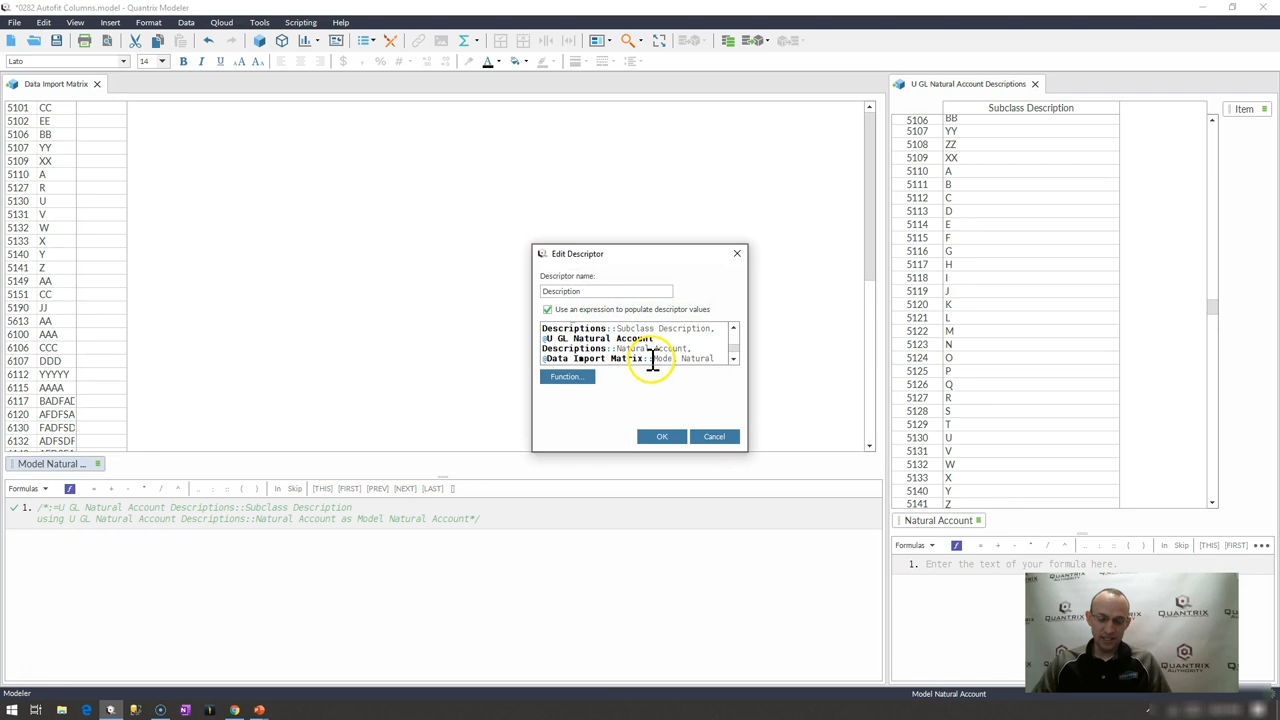 *0282 Autofit Columns.model - Quantrix Modeler
File Edit View Insert Format Data Qloud Tools Scripting Help
Lato 14 B I U
Data Import Matrix
5101 CC
5102 EE
5106 BB
5107 YY
5109 XX
5110 A
5127 R
5130 U
5131 V
5132 W
5133 X
5140 Y
5141 Z
5149 AA
5151 CC
5190 JJ
5613 AA
6100 AAA
6106 CCC
6107 DDD
6112 YYYYY
6115 AAAA
6117 BADFAD
6120 AFDFSA
6130 FADFSD
6132 ADFSDF
Model Natural ...
Formulas In Skip [THIS] [FIRST] [PREV] [NEXT] [LAST] []
1. /*:=U GL Natural Account Descriptions::Subclass Description
using U GL Natural Account Descriptions::Natural Account as Model Natural Account*/
Edit Descriptor
Descriptor name:
Description
Use an expression to populate descriptor values
Descriptions::Subclass Description,
@U GL Natural Account
Descriptions::Natural Account,
@Data Import Matrix::Model Natural
Function...
OK Cancel
U GL Natural Account Descriptions
Subclass Description
Item
5106 BB
5107 YY
5108 ZZ
5109 XX
5110 A
5111 B
5112 C
5113 D
5114 E
5115 F
5116 G
5117 H
5118 I
5119 J
5120 K
5121 L
5122 M
5123 N
5124 O
5125 P
5126 Q
5127 R
5128 S
5129 T
5130 U
5131 V
5132 W
5133 X
5140 Y
5141 Z
Natural Account
Formulas In Skip [THIS] [FIRST]
1. Enter the text of your formula here.
QUANTRIX
AUTHORITY
Modeler
Model Natural Account